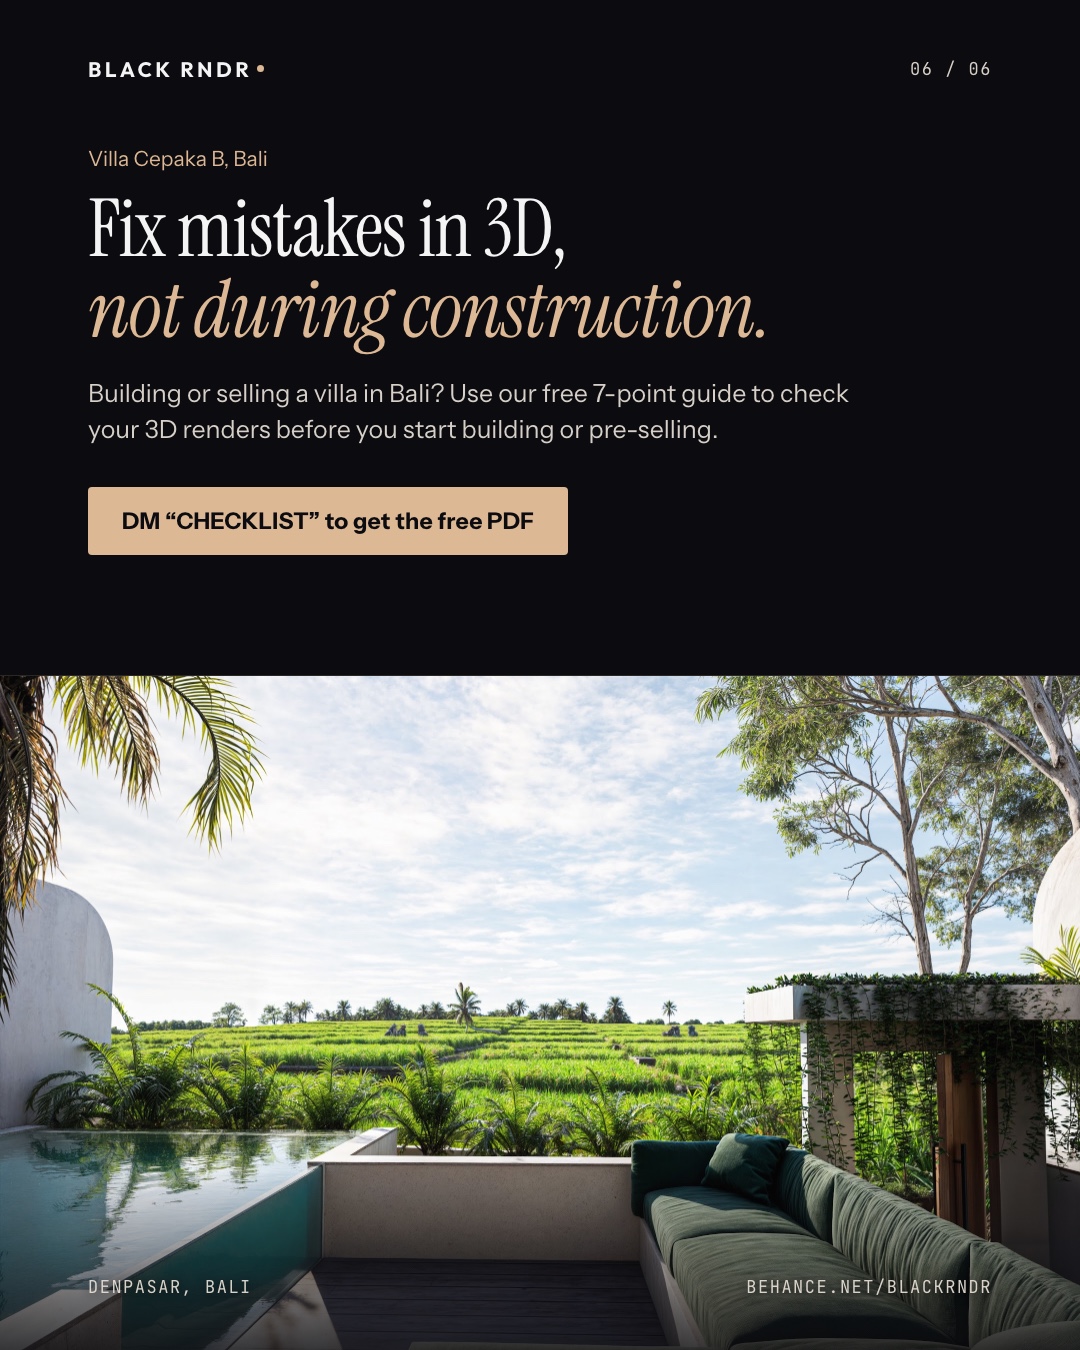 BLACK RNDR
06 / 06
Villa Cepaka B, Bali
Fix mistakes in 3D,
not during construction.
Building or selling a villa in Bali? Use our free 7-point guide to check
your 3D renders before you start building or pre-selling.
DM “CHECKLIST” to get the free PDF
DENPASAR, BALI
BEHANCE.NET/BLACKRNDR